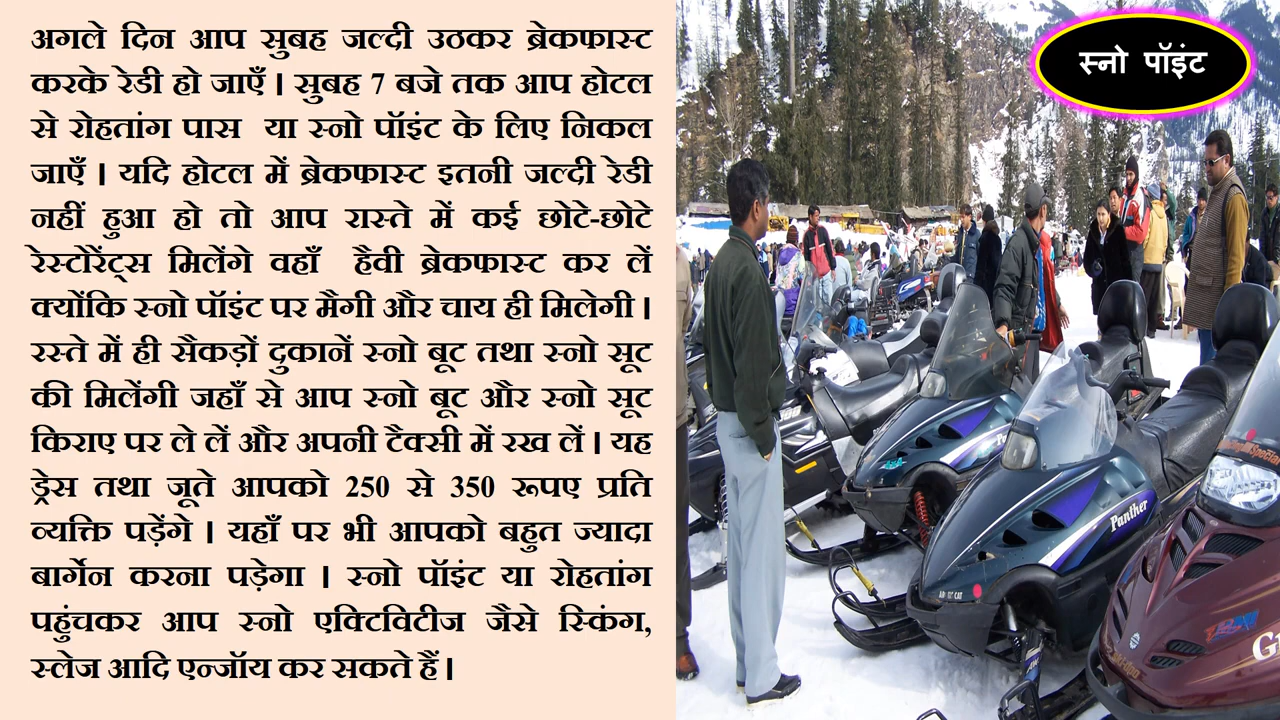 अगले दिन आप सुबह जल्दी उठकर ब्रेकफास्ट
करके रेडी हो जाएँ । सुबह 7 बजे तक आप होटल
से रोहतांग पास या स्नो पॉइंट के लिए निकल
जाएँ । यदि होटल में ब्रेकफास्ट इतनी जल्दी रेडी
नहीं हुआ हो तो आप रास्ते में कई छोटे-छोटे
रेस्टोरेंट्स मिलेंगे वहाँ हैवी ब्रेकफास्ट कर लें
क्योंकि स्नो पॉइंट पर मैगी और चाय ही मिलेगी ।
रस्ते में ही सैकड़ों दुकानें स्नो बूट तथा स्नो सूट
की मिलेंगी जहाँ से आप स्नो बूट और स्नो सूट
किराए पर ले लें और अपनी टैक्सी में रख लें । यह
ड्रेस तथा जूते आपको 250 से 350 रूपए प्रति
व्यक्ति पड़ेंगे । यहाँ पर भी आपको बहुत ज्यादा
बार्गेन करना पड़ेगा । स्नो पॉइंट या रोहतांग
पहुंचकर आप स्नो एक्टिविटीज जैसे स्किंग,
स्लेज आदि एन्जॉय कर सकते हैं ।
स्नो पॉइंट
Panther